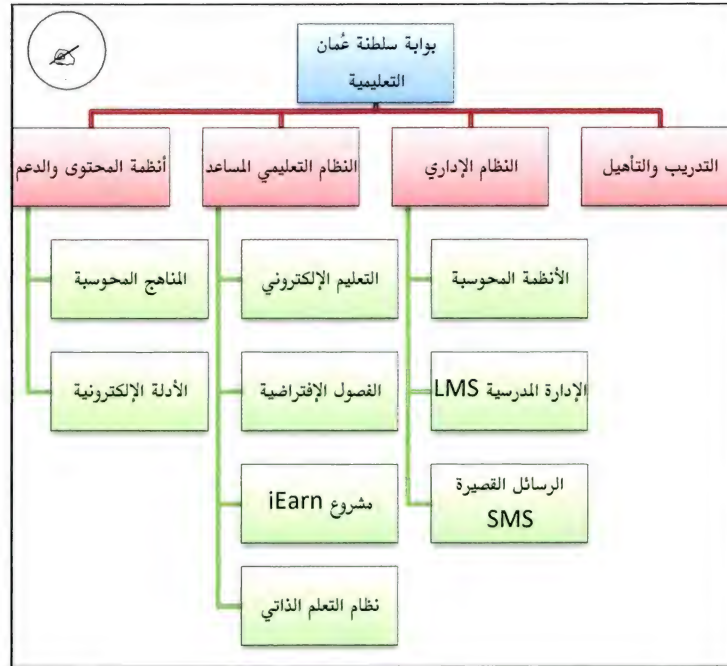 بوابة سلطنة عُمان
التعليمية
التدريب والتأهيل
النظام الإداري
النظام التعليمي المساعد
أنظمة المحتوى والدعم
الأنظمة المحوسبة
التعليم الإلكتروني
المناهج المحوسبة
الإدارة المدرسية LMS
الفصول الإفتراضية
الأدلة الإلكترونية
الرسائل القصيرة
SMS
مشروع iEarn
نظام التعلم الذاتي